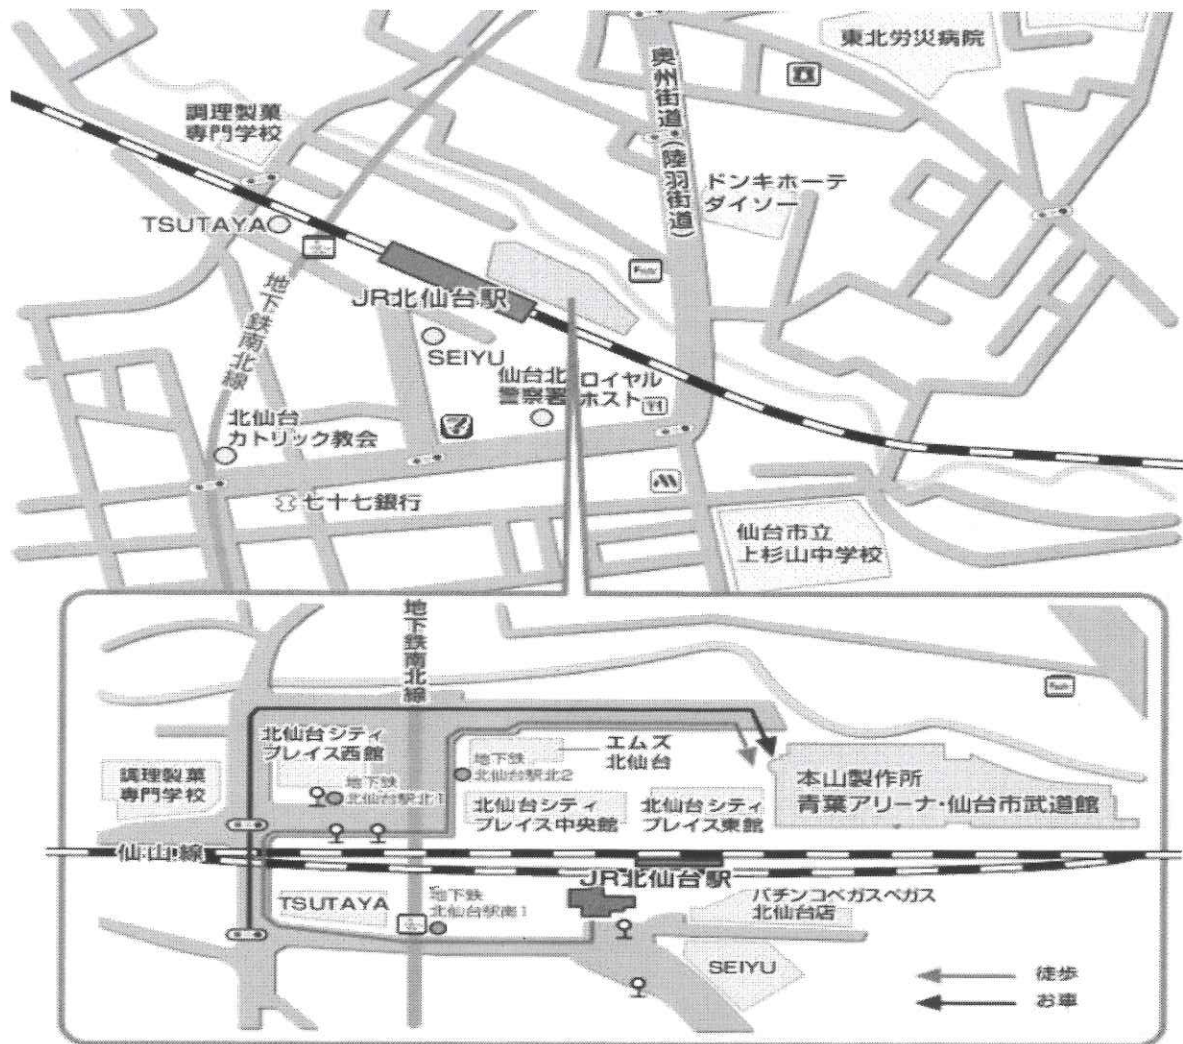 東北労災病院
奥州街道(陸羽街道)
調理製菓
専門学校
ドンキホーテ
ダイソー
TSUTAYA
地下鉄南北線
JR北仙台駅
SEIYU
仙台北
警察署
ロイヤル
ホスト
北仙台
カトリック教会
七十七銀行
仙台市立
上杉山中学校
地下鉄南北線
北仙台シティ
プレイス西館
エムズ
北仙台
地下鉄
北仙台駅北2
調理製菓
専門学校
地下鉄
北仙台駅北1
北仙台シティ
プレイス中央館
北仙台シティ
プレイス東館
本山製作所
青葉アリーナ・仙台市武道館
仙山線
JR北仙台駅
TSUTAYA
地下鉄
北仙台駅南1
パチンコベガスベガス
北仙台店
SEIYU
徒歩
お車